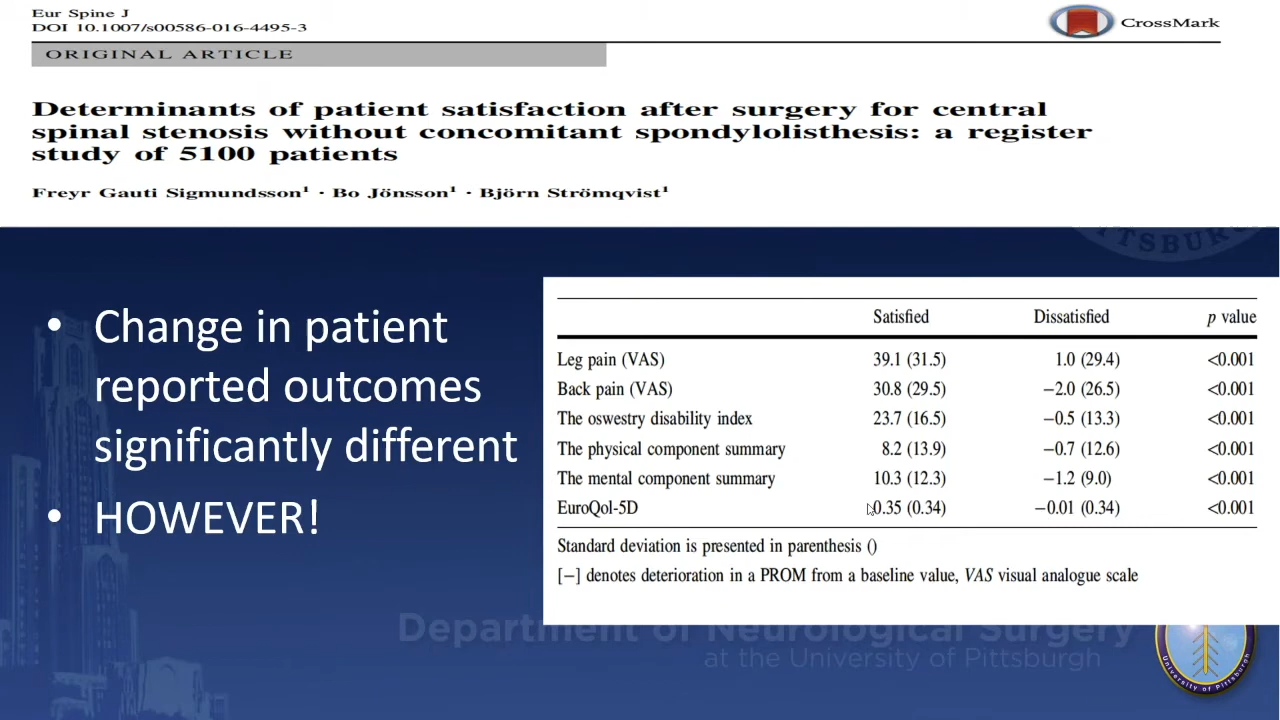 Eur Spine J
DOI 10.1007/s00586-016-4495-3
CrossMark
ORIGINAL ARTICLE
Determinants of patient satisfaction after surgery for central
spinal stenosis without concomitant spondylolisthesis: a register
study of 5100 patients
Freyr Gauti Sigmundsson¹ · Bo Jönsson¹ · Björn Strömqvist¹
PITTSBURGH
• Change in patient
reported outcomes
significantly different
• HOWEVER!
Satisfied Dissatisfied p value
Leg pain (VAS) 39.1 (31.5) 1.0 (29.4) <0.001
Back pain (VAS) 30.8 (29.5) −2.0 (26.5) <0.001
The oswestry disability index 23.7 (16.5) −0.5 (13.3) <0.001
The physical component summary 8.2 (13.9) −0.7 (12.6) <0.001
The mental component summary 10.3 (12.3) −1.2 (9.0) <0.001
EuroQol-5D 0.35 (0.34) −0.01 (0.34) <0.001
Standard deviation is presented in parenthesis ()
[−] denotes deterioration in a PROM from a baseline value, VAS visual analogue scale
Department of Neurological Surgery
at the University of Pittsburgh
University of Pittsburgh